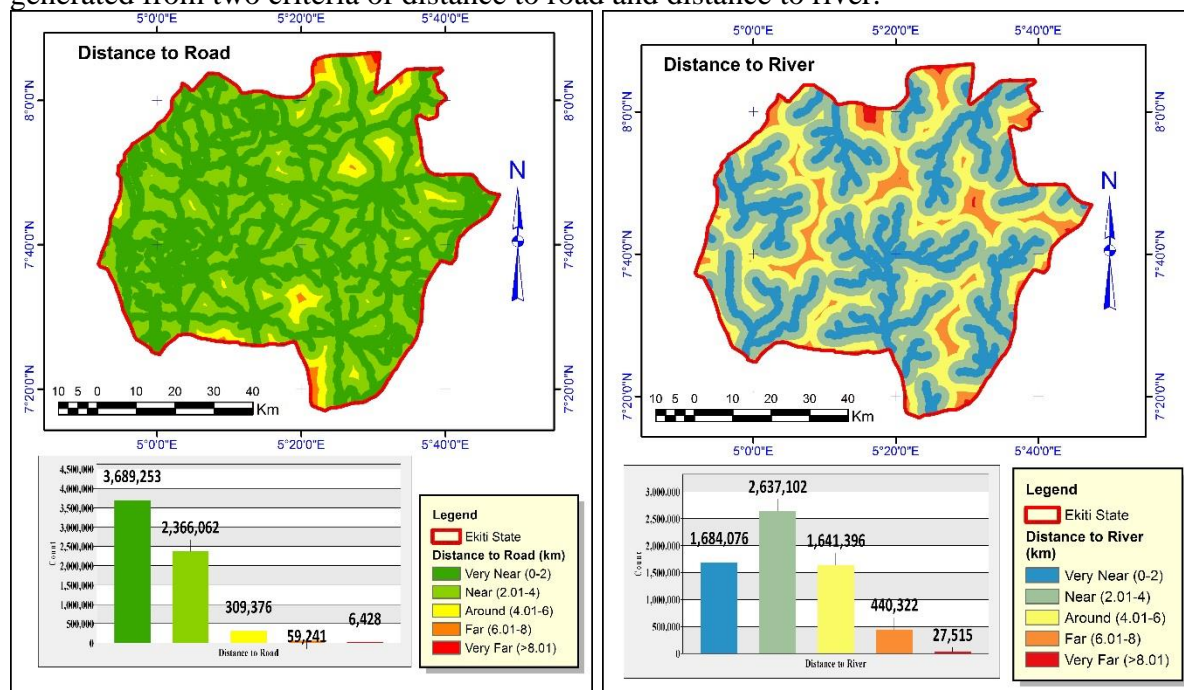 generated from two criteria of distance to road and distance to river.
5°0'0"E 5°20'0"E 5°40'0"E
Distance to Road
8°0'0"N
7°40'0"N
7°20'0"N
8°0'0"N
7°40'0"N
7°20'0"N
N
10 5 0 10 20 30 40
Km
5°0'0"E 5°20'0"E 5°40'0"E
4,500,000
4,000,000
3,500,000
3,000,000
2,500,000
2,000,000
1,500,000
1,000,000
500,000
0
Count
3,689,253
2,366,062
309,376
59,241
6,428
Distance to Road
Legend
Ekiti State
Distance to Road (km)
Very Near (0-2)
Near (2.01-4)
Around (4.01-6)
Far (6.01-8)
Very Far (>8.01)
5°0'0"E 5°20'0"E 5°40'0"E
Distance to River
8°0'0"N
7°40'0"N
7°20'0"N
8°0'0"N
7°40'0"N
7°20'0"N
N
10 5 0 10 20 30 40
Km
5°0'0"E 5°20'0"E 5°40'0"E
3,000,000
2,500,000
2,000,000
1,500,000
1,000,000
500,000
0
Count
1,684,076
2,637,102
1,641,396
440,322
27,515
Distance to River
Legend
Ekiti State
Distance to River
(km)
Very Near (0-2)
Near (2.01-4)
Around (4.01-6)
Far (6.01-8)
Very Far (>8.01)